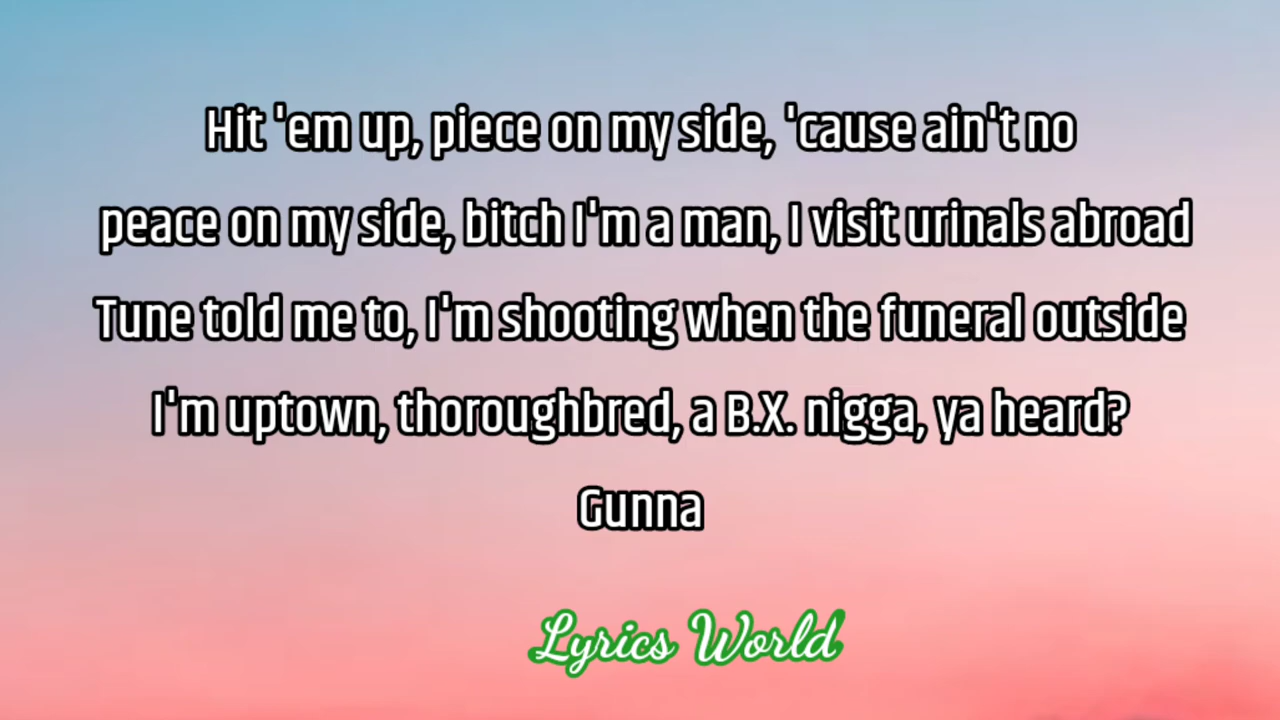 Hit 'em up, piece on my side, 'cause ain't no
peace on my side, bitch I'm a man, I visit urinals abroad
Tune told me to, I'm shooting when the funeral outside
I'm uptown, thoroughbred, a B.X. nigga, ya heard?
Gunna
Lyrics World